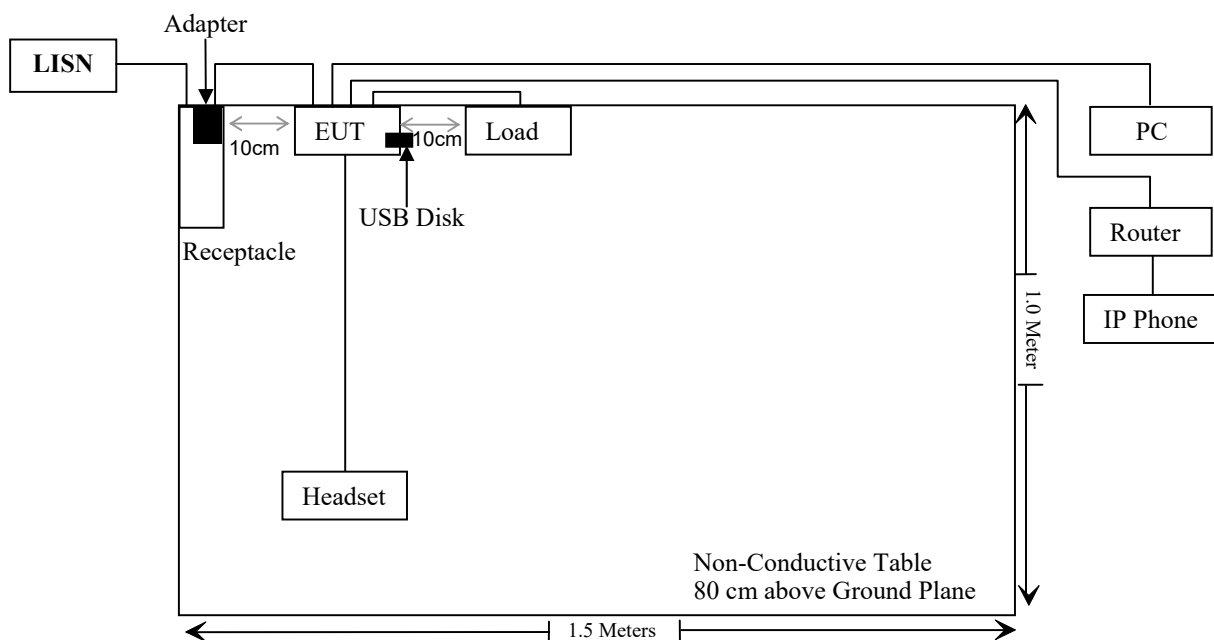 Adapter
LISN
EUT
Load
PC
10cm
10cm
USB Disk
Receptacle
Router
1.0 Meter
IP Phone
Headset
Non-Conductive Table
80 cm above Ground Plane
1.5 Meters